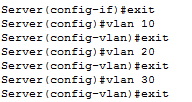 Server(config-if)#exit
Server(config)#vlan 10
Server(config-vlan)#exit
Server(config)#vlan 20
Server(config-vlan)#exit
Server(config)#vlan 30
Server(config-vlan)#exit